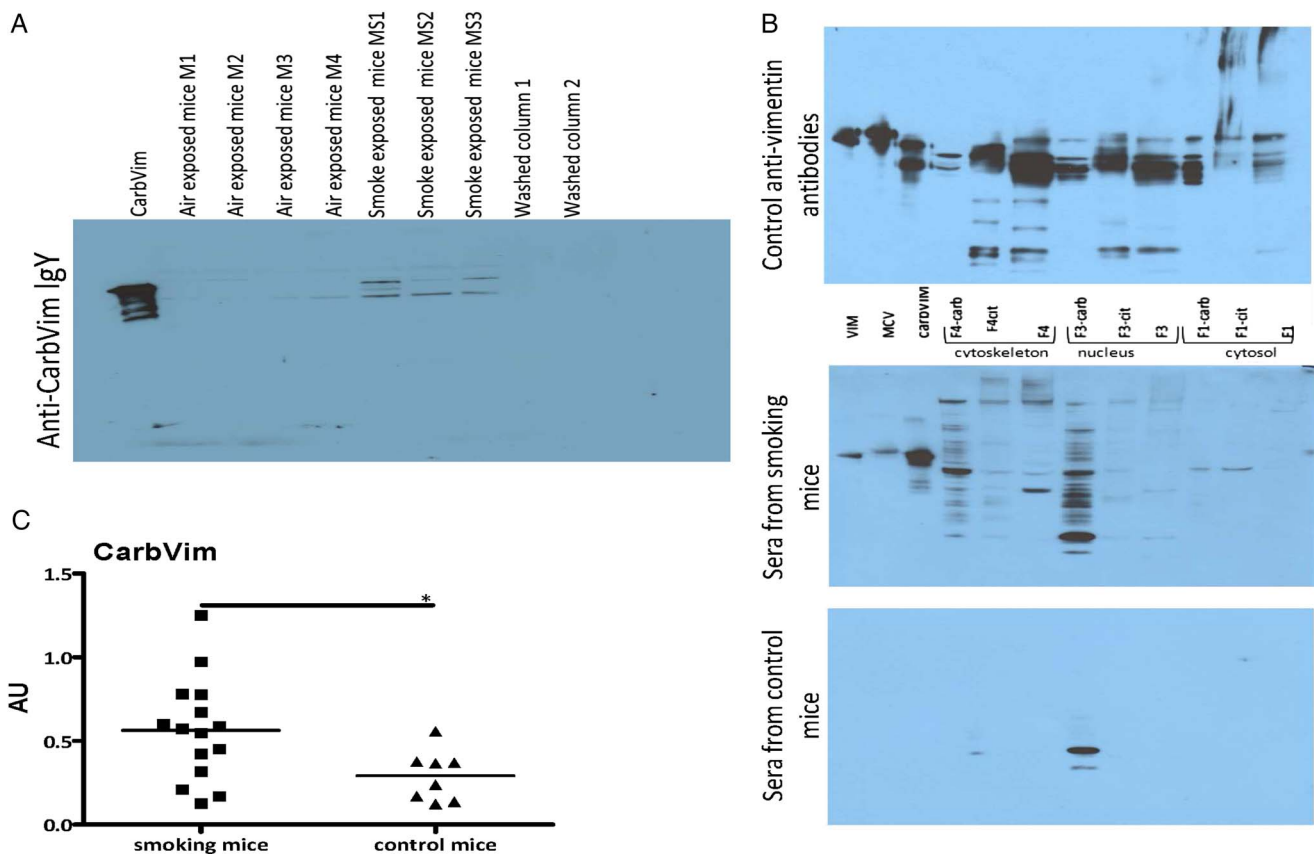 A
CarbVim
Air exposed mice M1
Air exposed mice M2
Air exposed mice M3
Air exposed mice M4
Smoke exposed mice MS1
Smoke exposed mice MS2
Smoke exposed mice MS3
Washed column 1
Washed column 2
Anti-CarbVim IgY
B
Control anti-vimentin
antibodies
VIM
MCV
carbVIM
F4-carb
F4cit
F4
F3-carb
F3-cit
F3
F1-carb
F1-cit
F1
cytoskeleton
nucleus
cytosol
Sera from smoking
mice
Sera from control
mice
C
CarbVim
1.5
1.0
0.5
0.0
AU
*
smoking mice
control mice